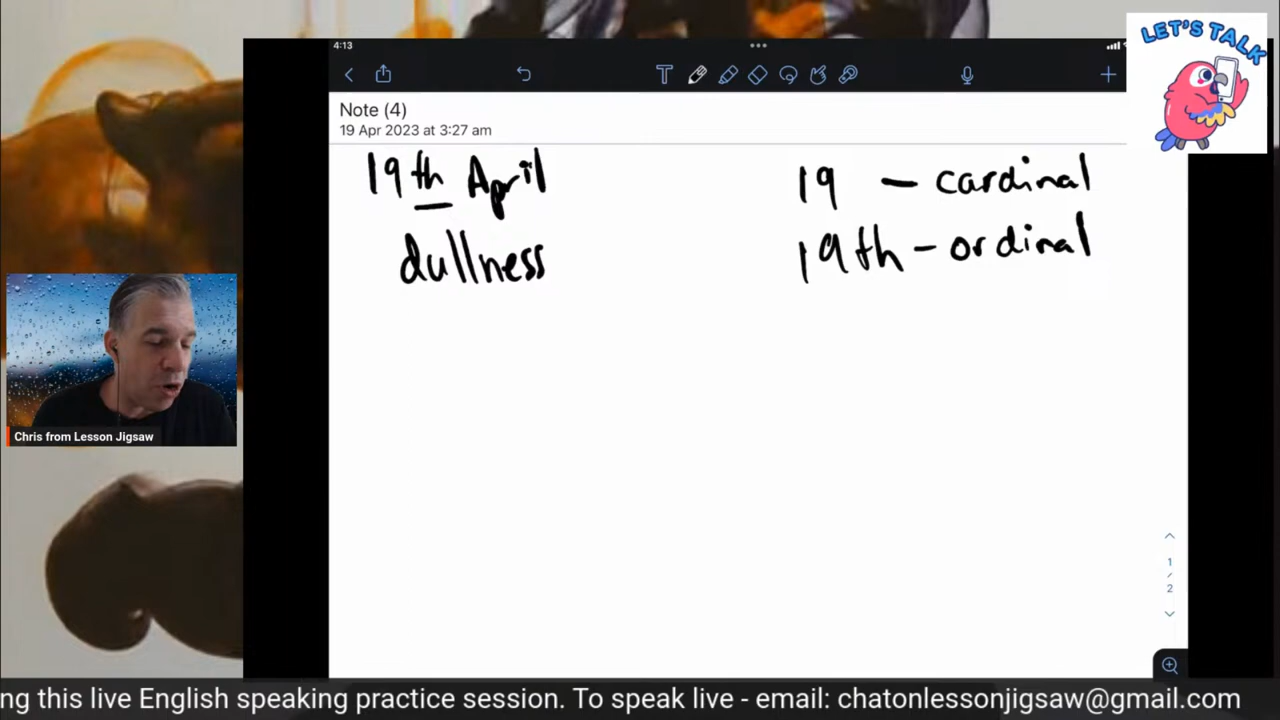 4:13
LET'S TALK
Note (4)
19 Apr 2023 at 3:27 am
19th April
dullness
19 – cardinal
19th – ordinal
Chris from Lesson Jigsaw
1
/
2
ng this live English speaking practice session. To speak live - email: chatonlessonjigsaw@gmail.com